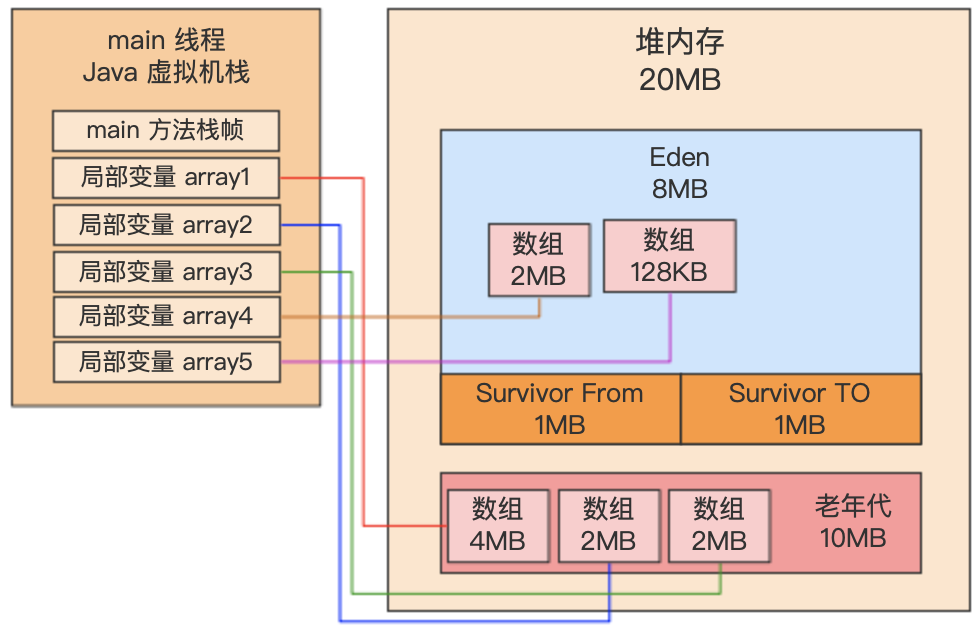 main 线程
Java 虚拟机栈
main 方法栈帧
局部变量 array1
局部变量 array2
局部变量 array3
局部变量 array4
局部变量 array5
堆内存
20MB
Eden
8MB
数组
2MB
数组
128KB
Survivor From
1MB
Survivor TO
1MB
数组
4MB
数组
2MB
数组
2MB
老年代
10MB